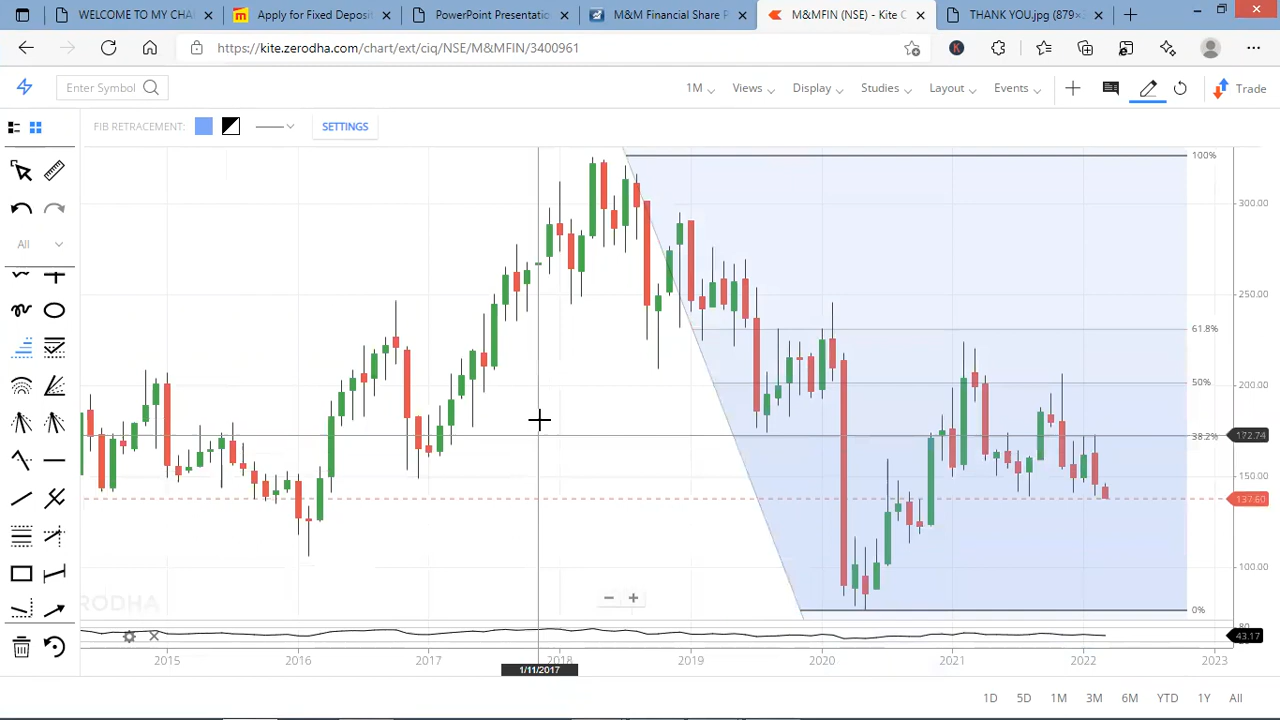 WELCOME TO MY CHA
Apply for Fixed Deposi
PowerPoint Presentatio
M&M Financial Share P
M&MFIN (NSE) - Kite C
THANK YOU.jpg (879×
https://kite.zerodha.com/chart/ext/ciq/NSE/M&MFIN/3400961
K
Enter Symbol
1M
Views
Display
Studies
Layout
Events
Trade
FIB RETRACEMENT:
SETTINGS
All
100%
300.00
250.00
61.8%
200.00
50%
38.2%
172.74
150.00
137.60
100.00
0%
80
43.17
2015 2016 2017 2018 2019 2020 2021 2022 2023
1/11/2017
1D 5D 1M 3M 6M YTD 1Y All